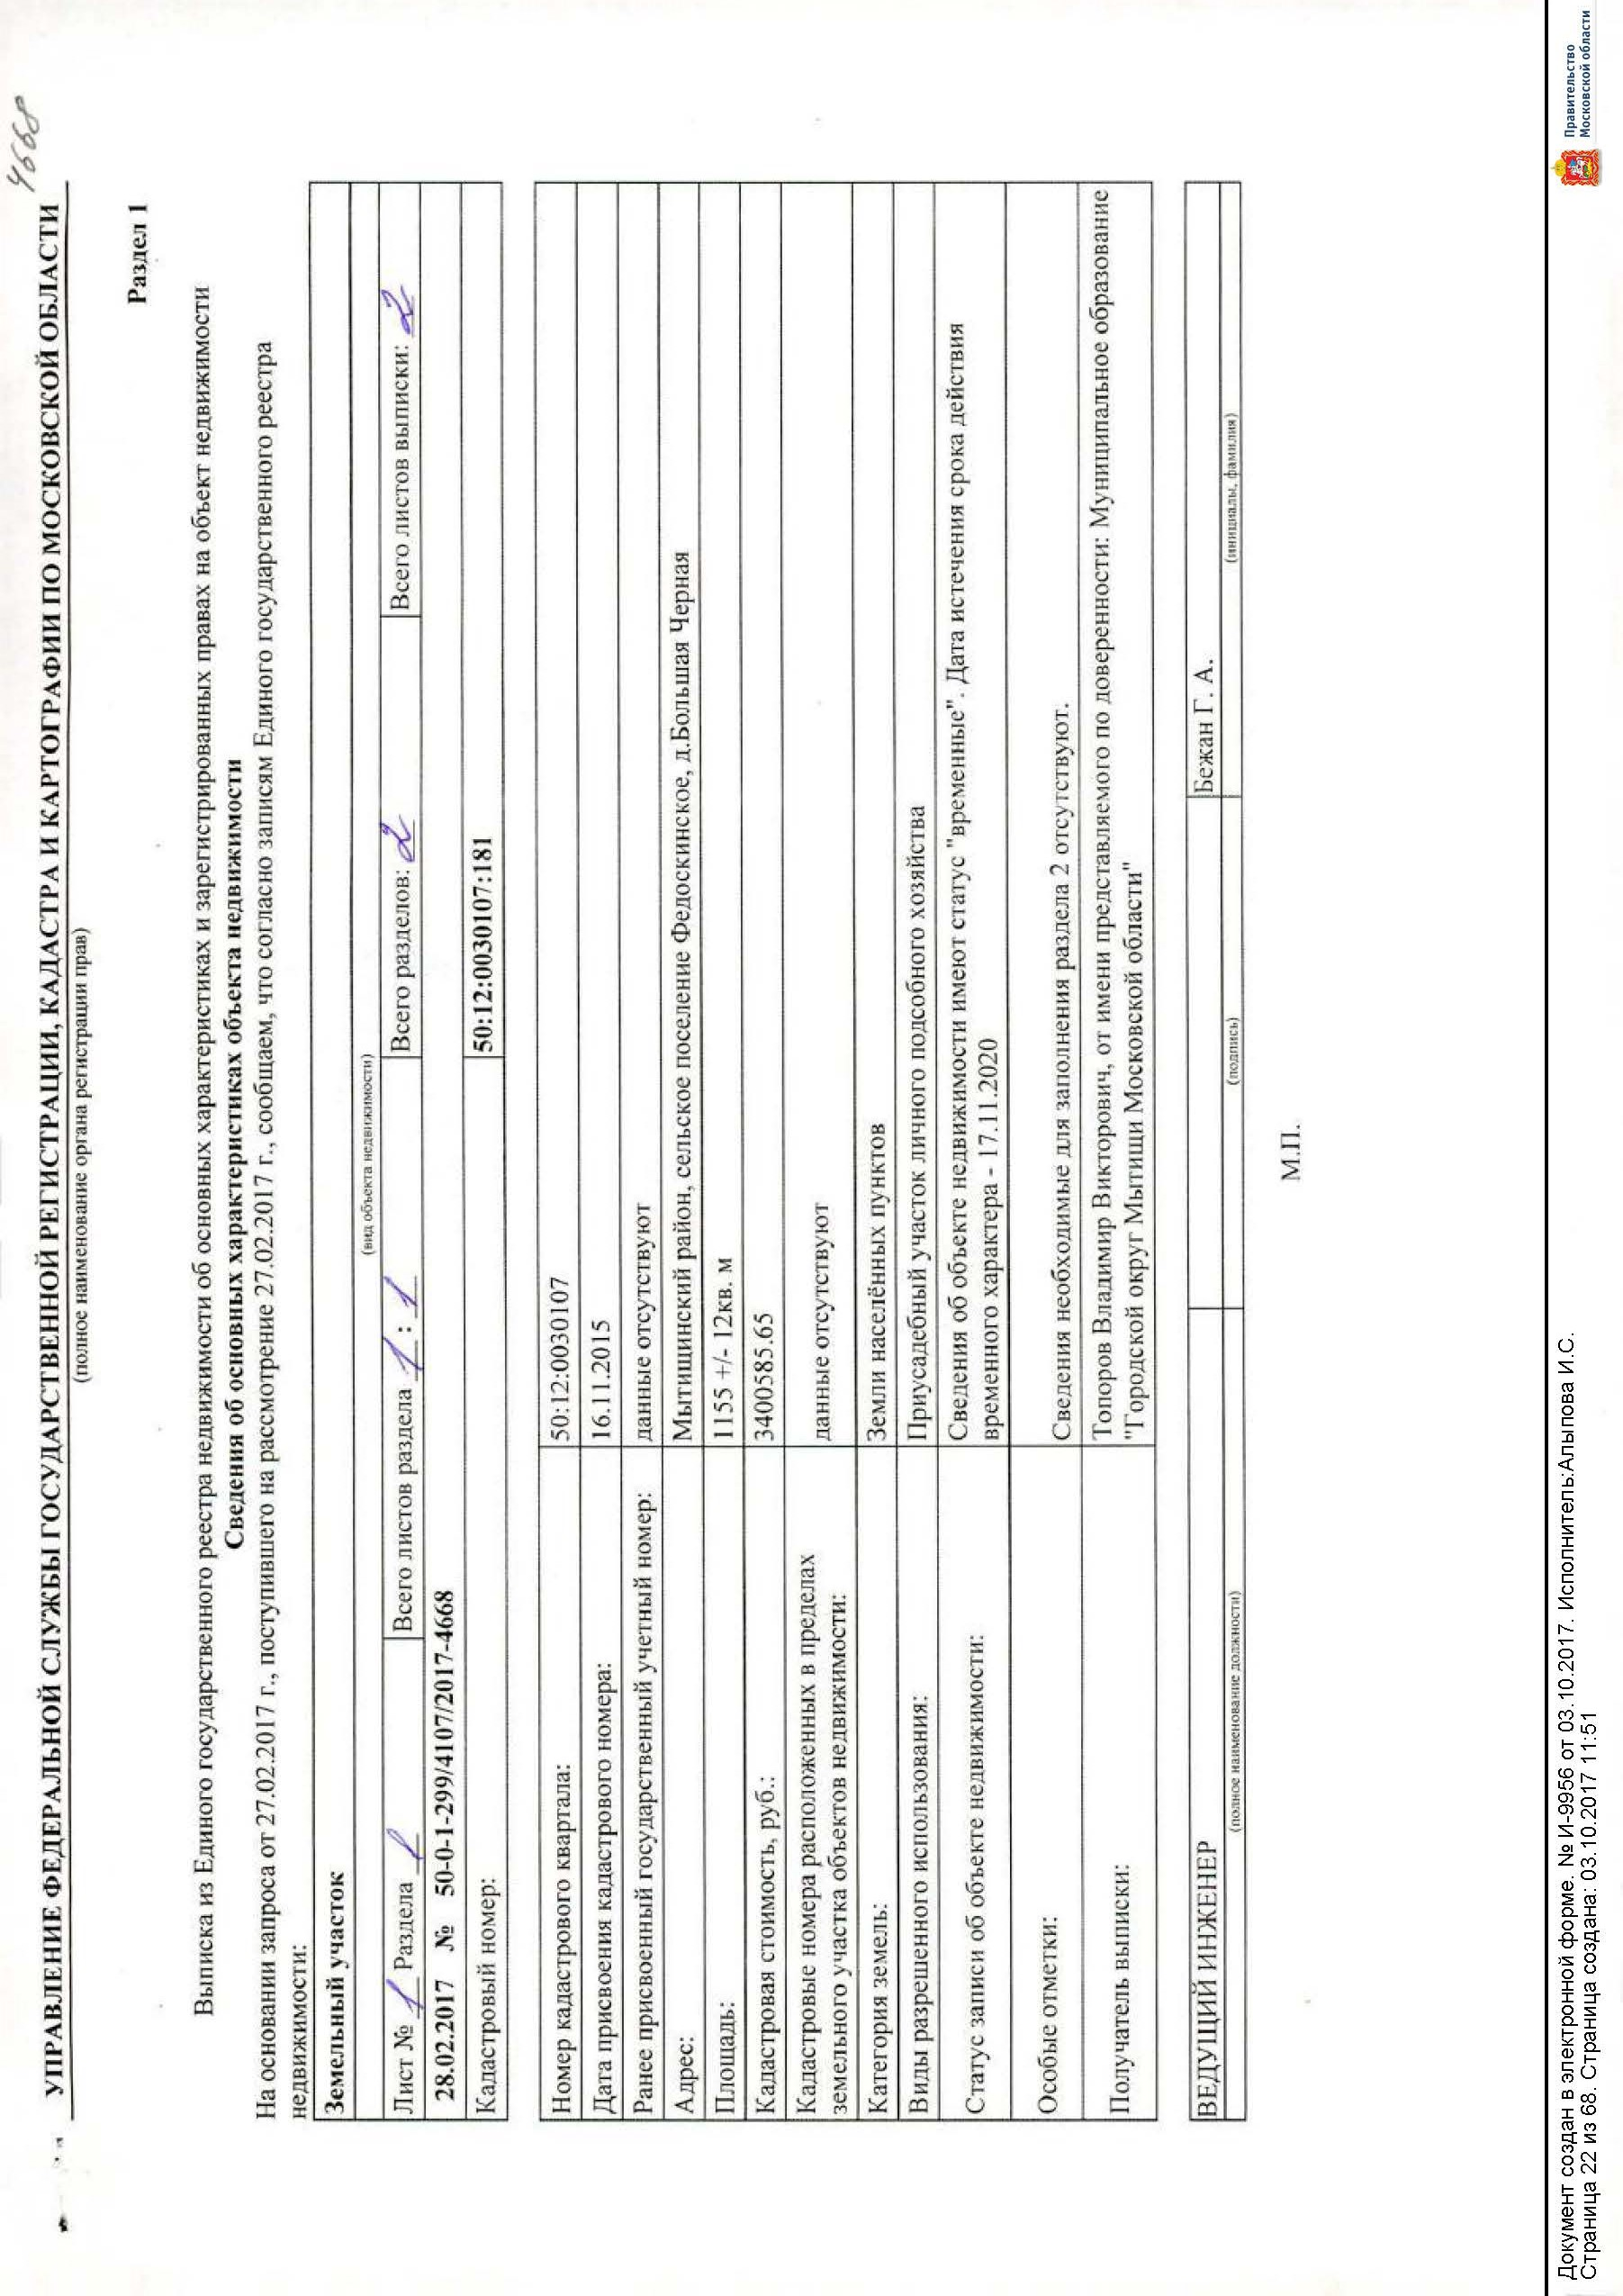 4668
УПРАВЛЕНИЕ ФЕДЕРАЛЬНОЙ СЛУЖБЫ ГОСУДАРСТВЕННОЙ РЕГИСТРАЦИИ, КАДАСТРА И КАРТОГРАФИИ ПО МОСКОВСКОЙ ОБЛАСТИ
(полное наименование органа регистрации прав)
Раздел 1
Выписка из Единого государственного реестра недвижимости об основных характеристиках и зарегистрированных правах на объект недвижимости
Сведения об основных характеристиках объекта недвижимости
На основании запроса от 27.02.2017 г., поступившего на рассмотрение 27.02.2017 г., сообщаем, что согласно записям Единого государственного реестра
недвижимости:
Земельный участок
(вид объекта недвижимости)
Лист № 1 Раздела 1 Всего листов раздела 1 : 1 Всего разделов: 2 Всего листов выписки: 2
28.02.2017 № 50-0-1-299/4107/2017-4668
Кадастровый номер: 50:12:0030107:181
Номер кадастрового квартала: 50:12:0030107
Дата присвоения кадастрового номера: 16.11.2015
Ранее присвоенный государственный учетный номер: данные отсутствуют
Адрес: Мытищинский район, сельское поселение Федоскинское, д.Большая Черная
Площадь: 1155 +/- 12кв. м
Кадастровая стоимость, руб.: 3400585.65
Кадастровые номера расположенных в пределах
земельного участка объектов недвижимости: данные отсутствуют
Категория земель: Земли населённых пунктов
Виды разрешенного использования: Приусадебный участок личного подсобного хозяйства
Статус записи об объекте недвижимости: Сведения об объекте недвижимости имеют статус "временные". Дата истечения срока действия
временного характера - 17.11.2020
Особые отметки: Сведения необходимые для заполнения раздела 2 отсутствуют.
Получатель выписки: Топоров Владимир Викторович, от имени представляемого по доверенности: Муниципальное образование
"Городской округ Мытищи Московской области"
ВЕДУЩИЙ ИНЖЕНЕР Бежан Г. А.
(полное наименование должности) (подпись) (инициалы, фамилия)
М.П.
Документ создан в электронной форме. № И-9956 от 03.10.2017. Исполнитель:Алыпова И.С.
Страница 22 из 68. Страница создана: 03.10.2017 11:51
Правительство
Московской области